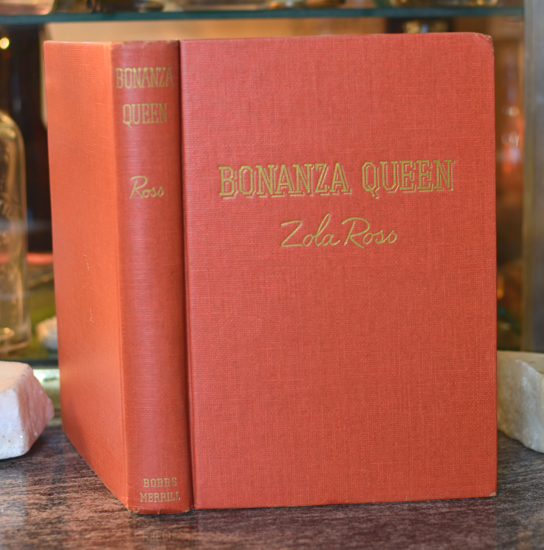 BONANZA
QUEEN
Ross
BOBBS
MERRILL
BONANZA QUEEN
Zola Ross